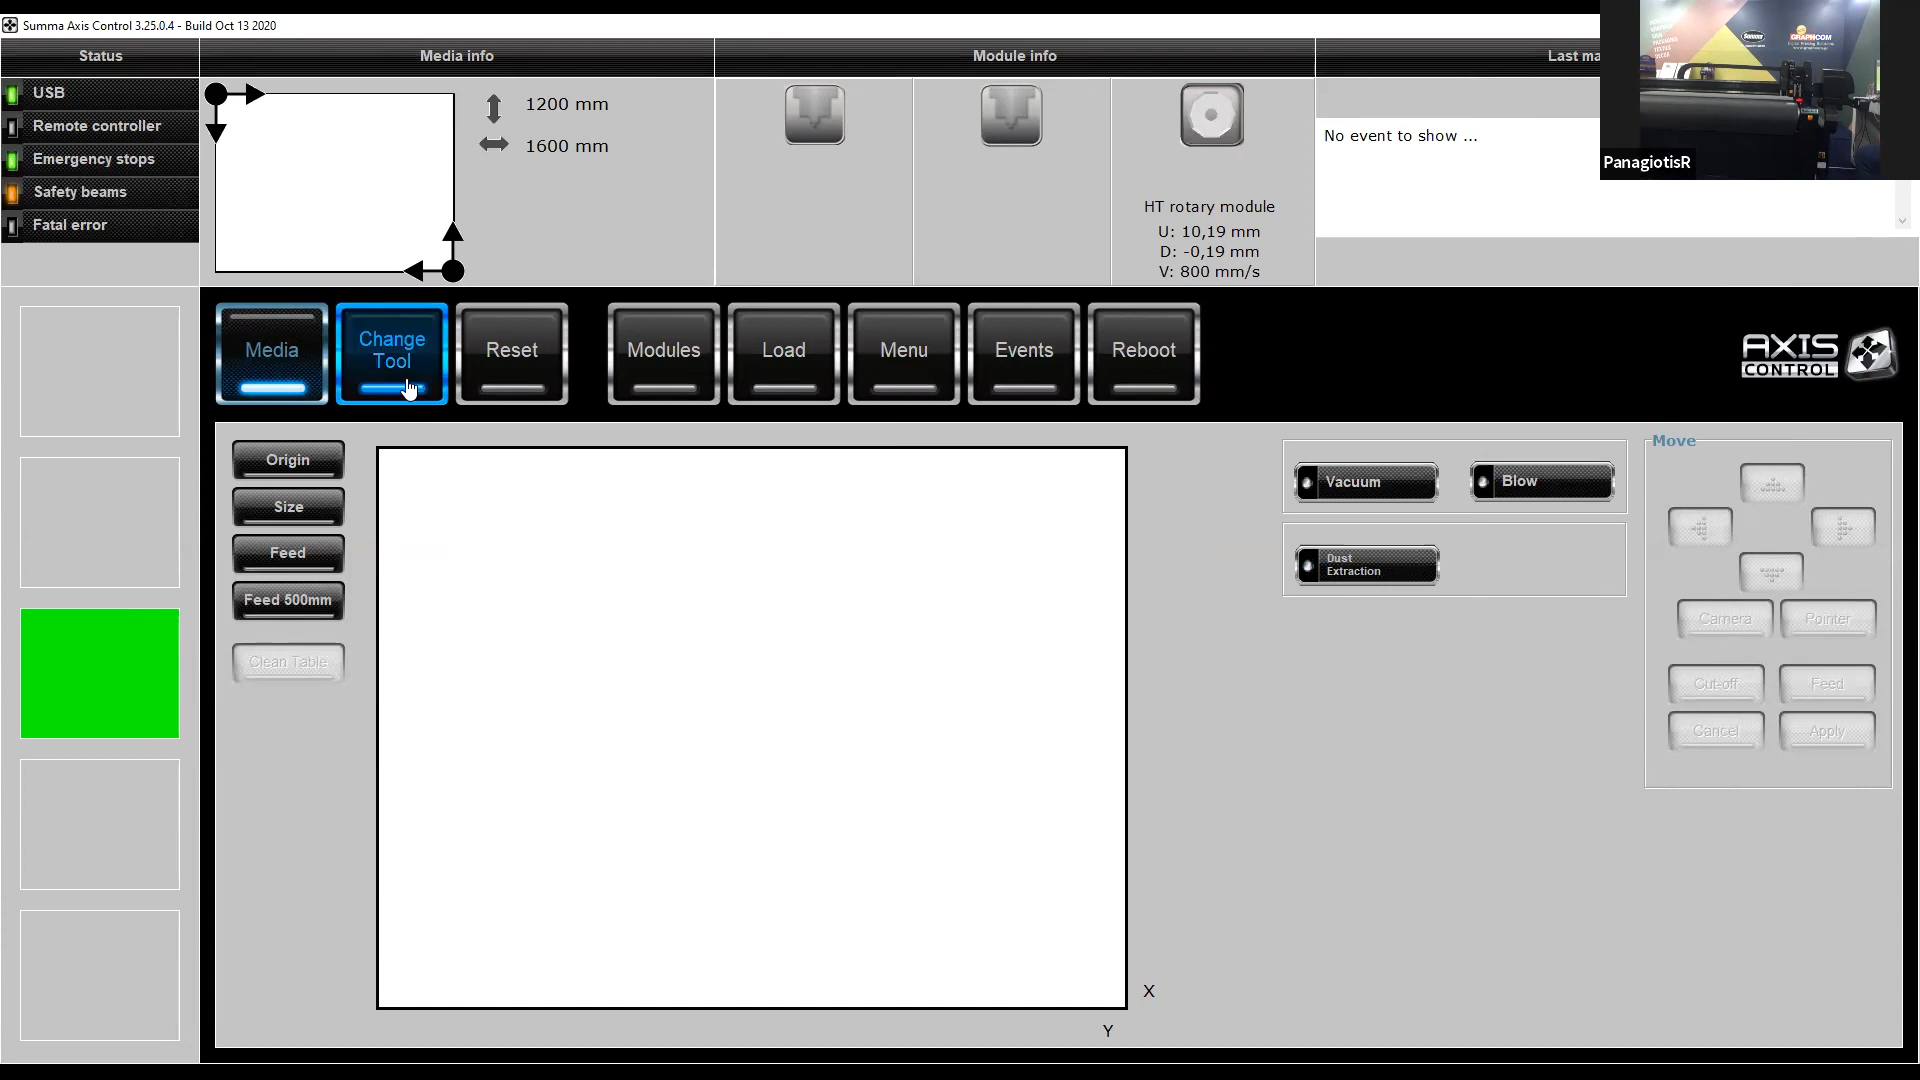 Summa Axis Control 3.25.0.4 - Build Oct 13 2020
Status
Media info
Module info
Last ma
USB
Remote controller
Emergency stops
Safety beams
Fatal error
1200 mm
1600 mm
HT rotary module
U: 10,19 mm
D: -0,19 mm
V: 800 mm/s
No event to show ...
Summa
GRAPHCOM
PanagiotisR
Media
Change
Tool
Reset
Modules
Load
Menu
Events
Reboot
AXIS
CONTROL
Origin
Size
Feed
Feed 500mm
Clean Table
Vacuum
Blow
Dust
Extraction
Move
Camera
Pointer
Cut-off
Feed
Cancel
Apply
X
Y